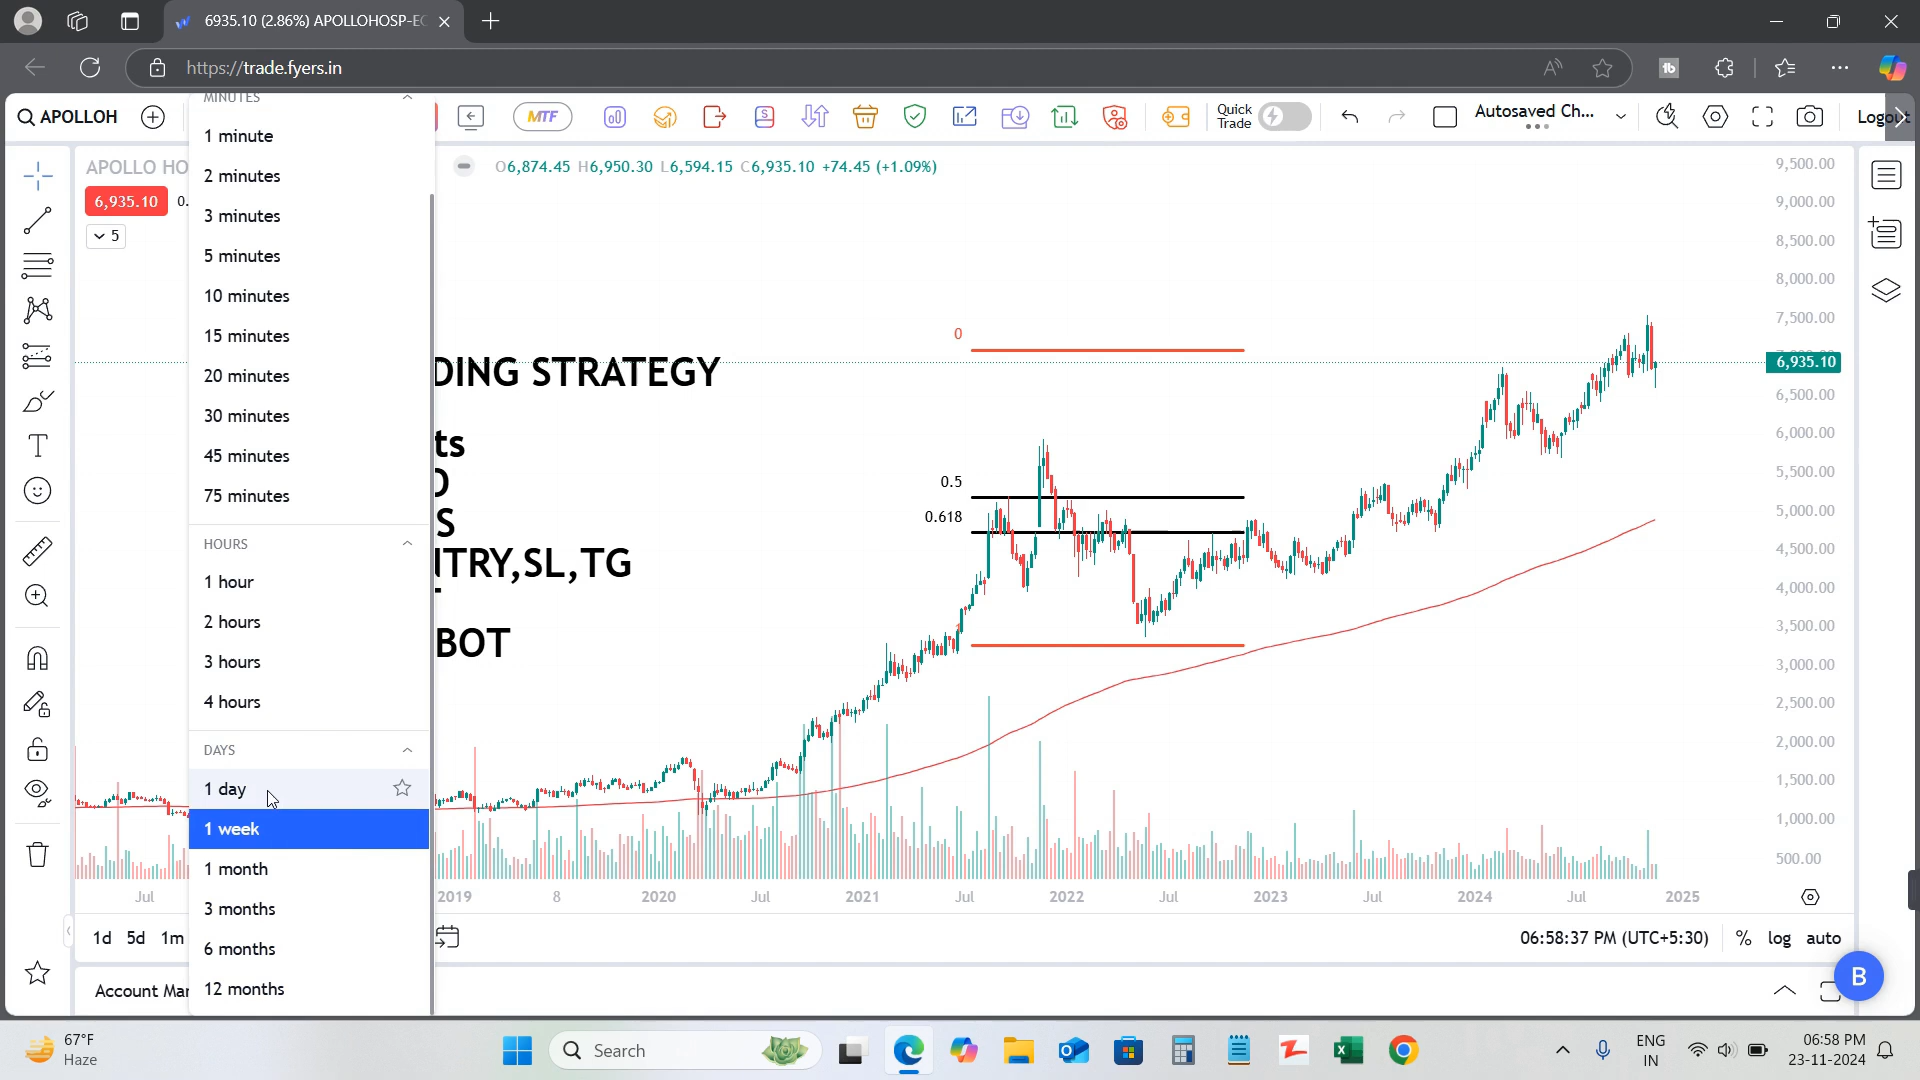 6935.10 (2.86%) APOLLOHOSP-EC
https://trade.fyers.in
APOLLOH
MTF
Quick Trade
Autosaved Ch...
Logout
APOLLO HO
6,935.10
0.
5
O6,874.45 H6,950.30 L6,594.15 C6,935.10 +74.45 (+1.09%)
MINUTES
1 minute
2 minutes
3 minutes
5 minutes
10 minutes
15 minutes
20 minutes
30 minutes
45 minutes
75 minutes
HOURS
1 hour
2 hours
3 hours
4 hours
DAYS
1 day
1 week
1 month
3 months
6 months
12 months
DING STRATEGY
ts
S
NTRY,SL,TG
BOT
0
0.5
0.618
1
9,500.00
9,000.00
8,500.00
8,000.00
7,500.00
6,935.10
6,500.00
6,000.00
5,500.00
5,000.00
4,500.00
4,000.00
3,500.00
3,000.00
2,500.00
2,000.00
1,500.00
1,000.00
500.00
Jul 2019 8 2020 Jul 2021 Jul 2022 Jul 2023 Jul 2024 Jul 2025
1d 5d 1m
06:58:37 PM (UTC+5:30) % log auto
Account Mar
B
67°F
Haze
Search
ENG
IN
06:58 PM
23-11-2024